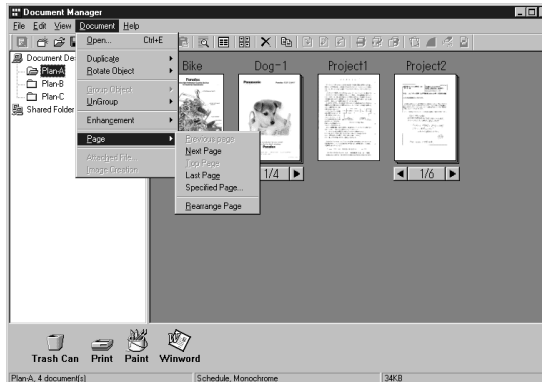 Document Manager
File Edit View Document Help
Open... Ctrl+E
Duplicate
Rotate Object
Group Object
UnGroup
Enhancement
Page
Attached File...
Image Creation
Previous page
Next Page
Top Page
Last Page
Specified Page...
Rearrange Page
Document De
Plan-A
Plan-B
Plan-C
Shared Folder
Bike
Dog-1
Project1
Project2
Panasonic
1/4
1/6
Trash Can
Print
Paint
Winword
Plan-A, 4 document(s)
Schedule, Monochrome
34KB